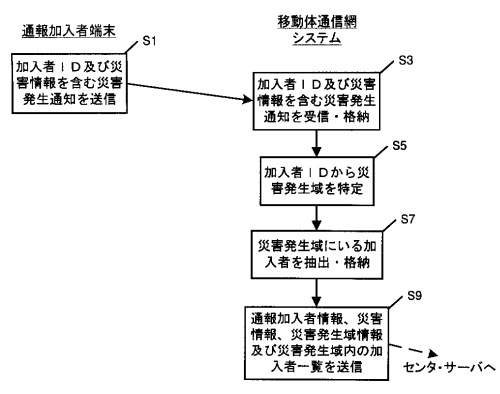 通報加入者端末
S1
加入者ID及び災
害情報を含む災害
発生通知を送信
移動体通信網
システム
S3
加入者ID及び災害
情報を含む災害発生
通知を受信・格納
S5
加入者IDから災
害発生域を特定
S7
災害発生域にいる加
入者を抽出・格納
S9
通報加入者情報、災害
情報、災害発生域情報
及び災害発生域内の加
入者一覧を送信
センタ・サーバへ